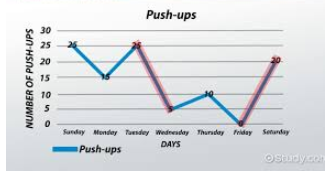 Push-ups
NUMBER OF PUSH-UPS
30
25
20
15
10
5
0
25
15
25
5
10
0
20
Sunday Monday Tuesday Wednesday Thursday Friday Saturday
DAYS
Push-ups
Study.com